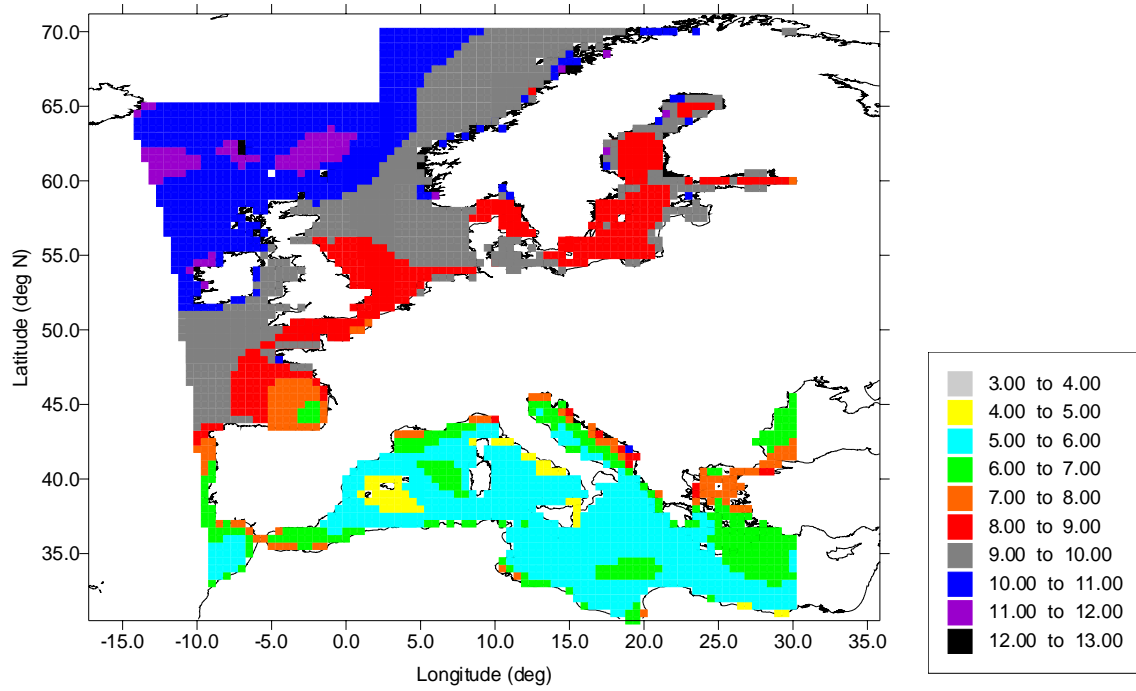 70.0
65.0
60.0
55.0
50.0
45.0
40.0
35.0
Latitude (deg N)
-15.0 -10.0 -5.0 0.0 5.0 10.0 15.0 20.0 25.0 30.0 35.0
Longitude (deg)
3.00 to 4.00
4.00 to 5.00
5.00 to 6.00
6.00 to 7.00
7.00 to 8.00
8.00 to 9.00
9.00 to 10.00
10.00 to 11.00
11.00 to 12.00
12.00 to 13.00